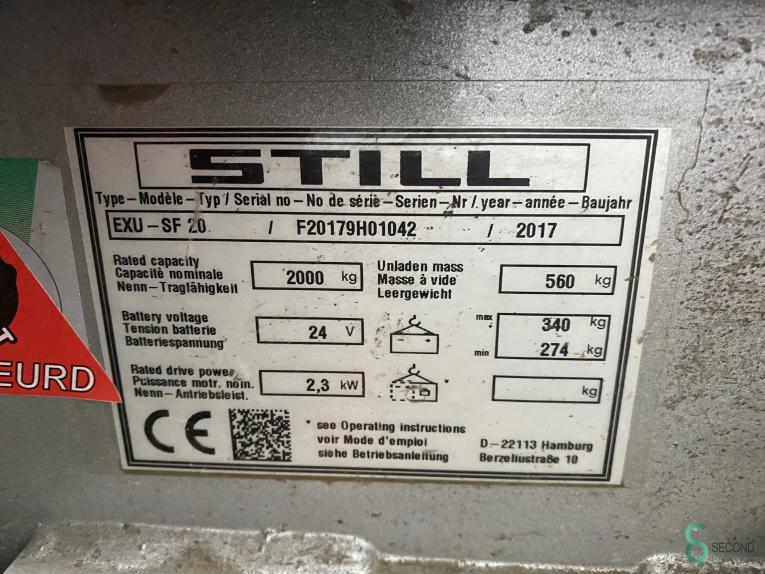 STILL
Type – Modèle – Typ / Serial no – No de série – Serien – Nr / year – année – Baujahr
EXU – SF 20 / F20179H01042 / 2017
Rated capacity
Capacitè nominale
Nenn – Tragfähigkeit
2000 kg
Unladen mass
Masse à vide
Leergewicht
560 kg
Battery voltage
Tension batterie
Batteriespannung
24 V
max 340 kg
min 274 kg
Rated drive power
Puissance motr. nom.
Nenn – Antriebsleist.
2,3 kW
*
kg
CE
* see Operating instructions
voir Mode d'emploi
siehe Betriebsanleitung
D – 22113 Hamburg
Berzeliustraße 10
EURD
SECOND